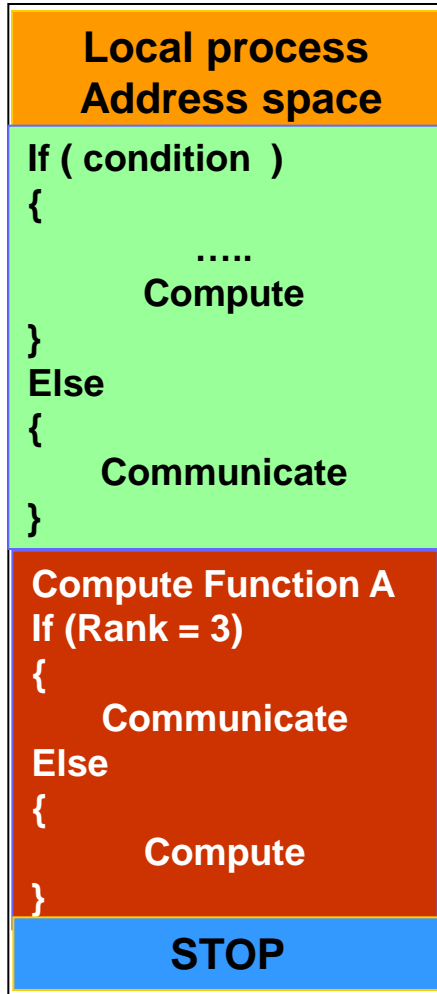 Local process
Address space
If ( condition )
{
…..
Compute
}
Else
{
Communicate
}
Compute Function A
If (Rank = 3)
{
Communicate
Else
{
Compute
}
STOP